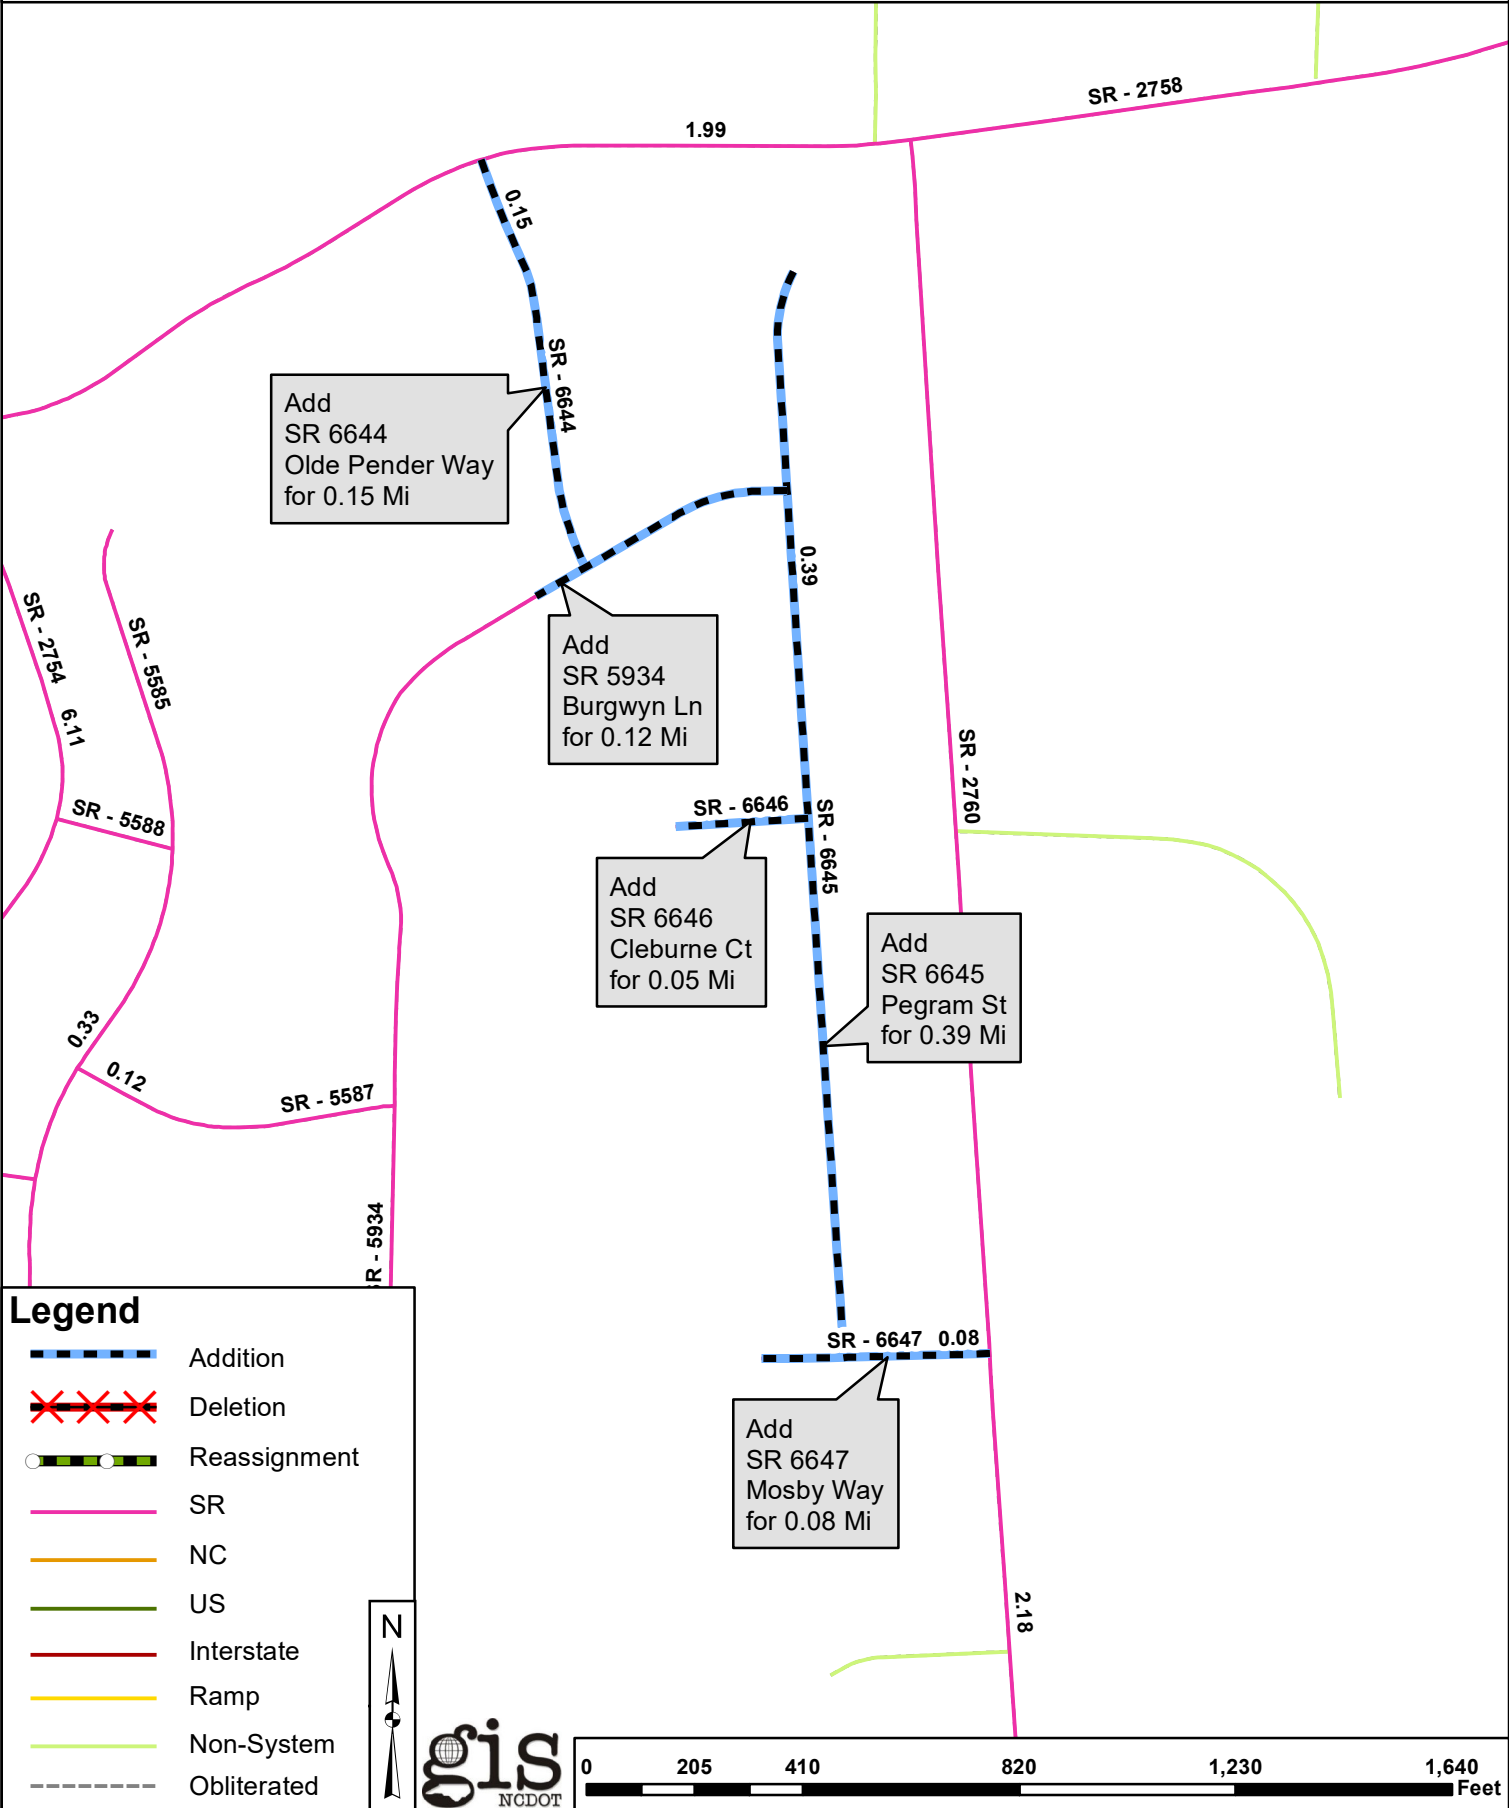 SR - 2758
1.99
0.15
SR - 6644
Add
SR 6644
Olde Pender Way
for 0.15 Mi
0.39
SR - 2754
6.11
SR - 5585
Add
SR 5934
Burgwyn Ln
for 0.12 Mi
SR - 2760
SR - 5588
SR - 6646
SR - 6645
Add
SR 6646
Cleburne Ct
for 0.05 Mi
Add
SR 6645
Pegram St
for 0.39 Mi
0.33
0.12
SR - 5587
SR - 5934
SR - 6647 0.08
Add
SR 6647
Mosby Way
for 0.08 Mi
2.18
Legend
Addition
Deletion
Reassignment
SR
NC
US
Interstate
Ramp
Non-System
Obliterated
N
gis
NCDOT
0 205 410 820 1,230 1,640
Feet